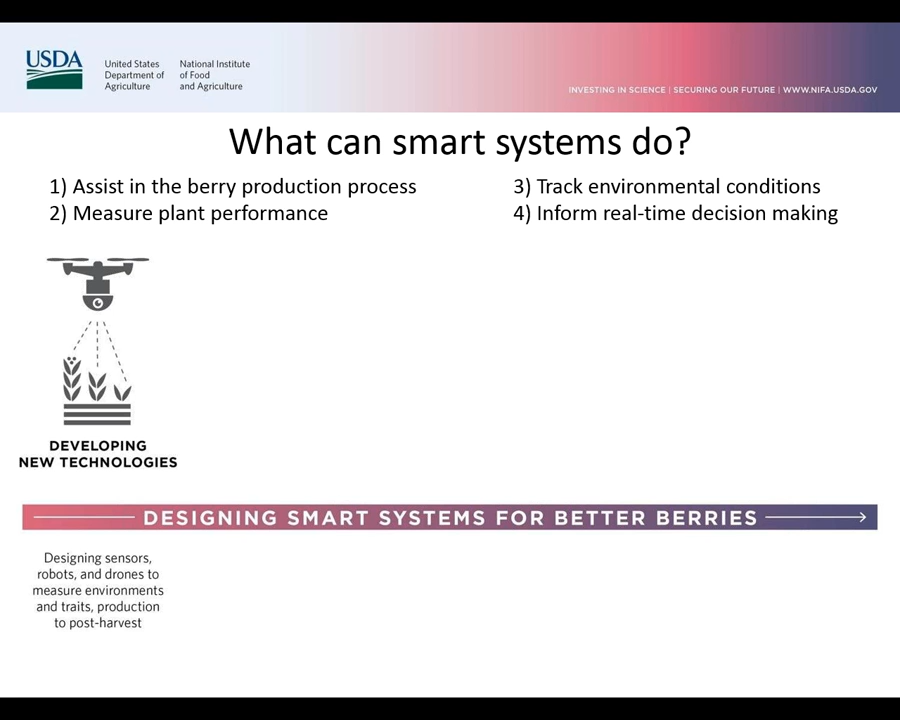 USDA
United States
Department of
Agriculture
National Institute
of Food
and Agriculture
INVESTING IN SCIENCE | SECURING OUR FUTURE | WWW.NIFA.USDA.GOV
What can smart systems do?
1) Assist in the berry production process
2) Measure plant performance
3) Track environmental conditions
4) Inform real-time decision making
DEVELOPING
NEW TECHNOLOGIES
DESIGNING SMART SYSTEMS FOR BETTER BERRIES
Designing sensors,
robots, and drones to
measure environments
and traits, production
to post-harvest